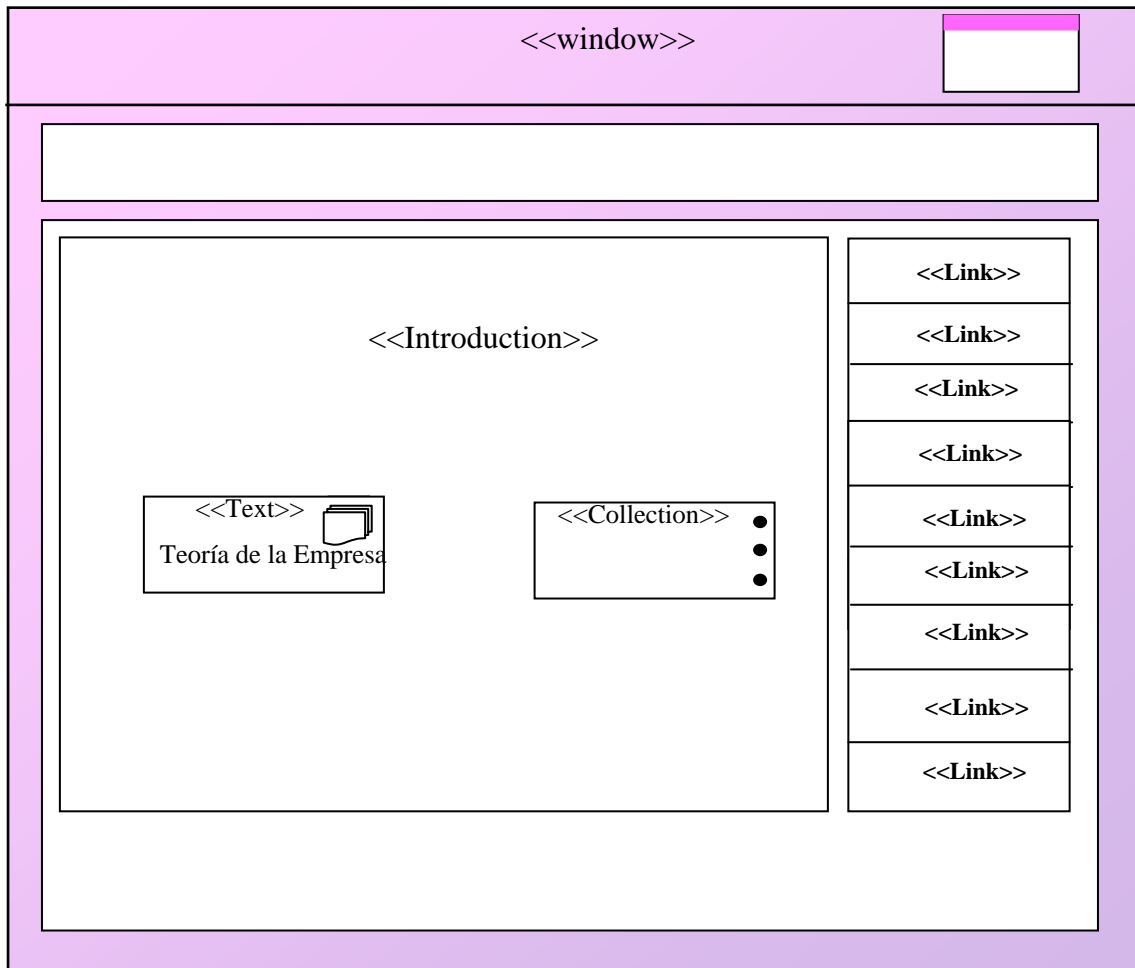 <<window>>
<<Introduction>>
<<Text>>
Teoría de la Empresa
<<Collection>>
<<Link>>
<<Link>>
<<Link>>
<<Link>>
<<Link>>
<<Link>>
<<Link>>
<<Link>>
<<Link>>